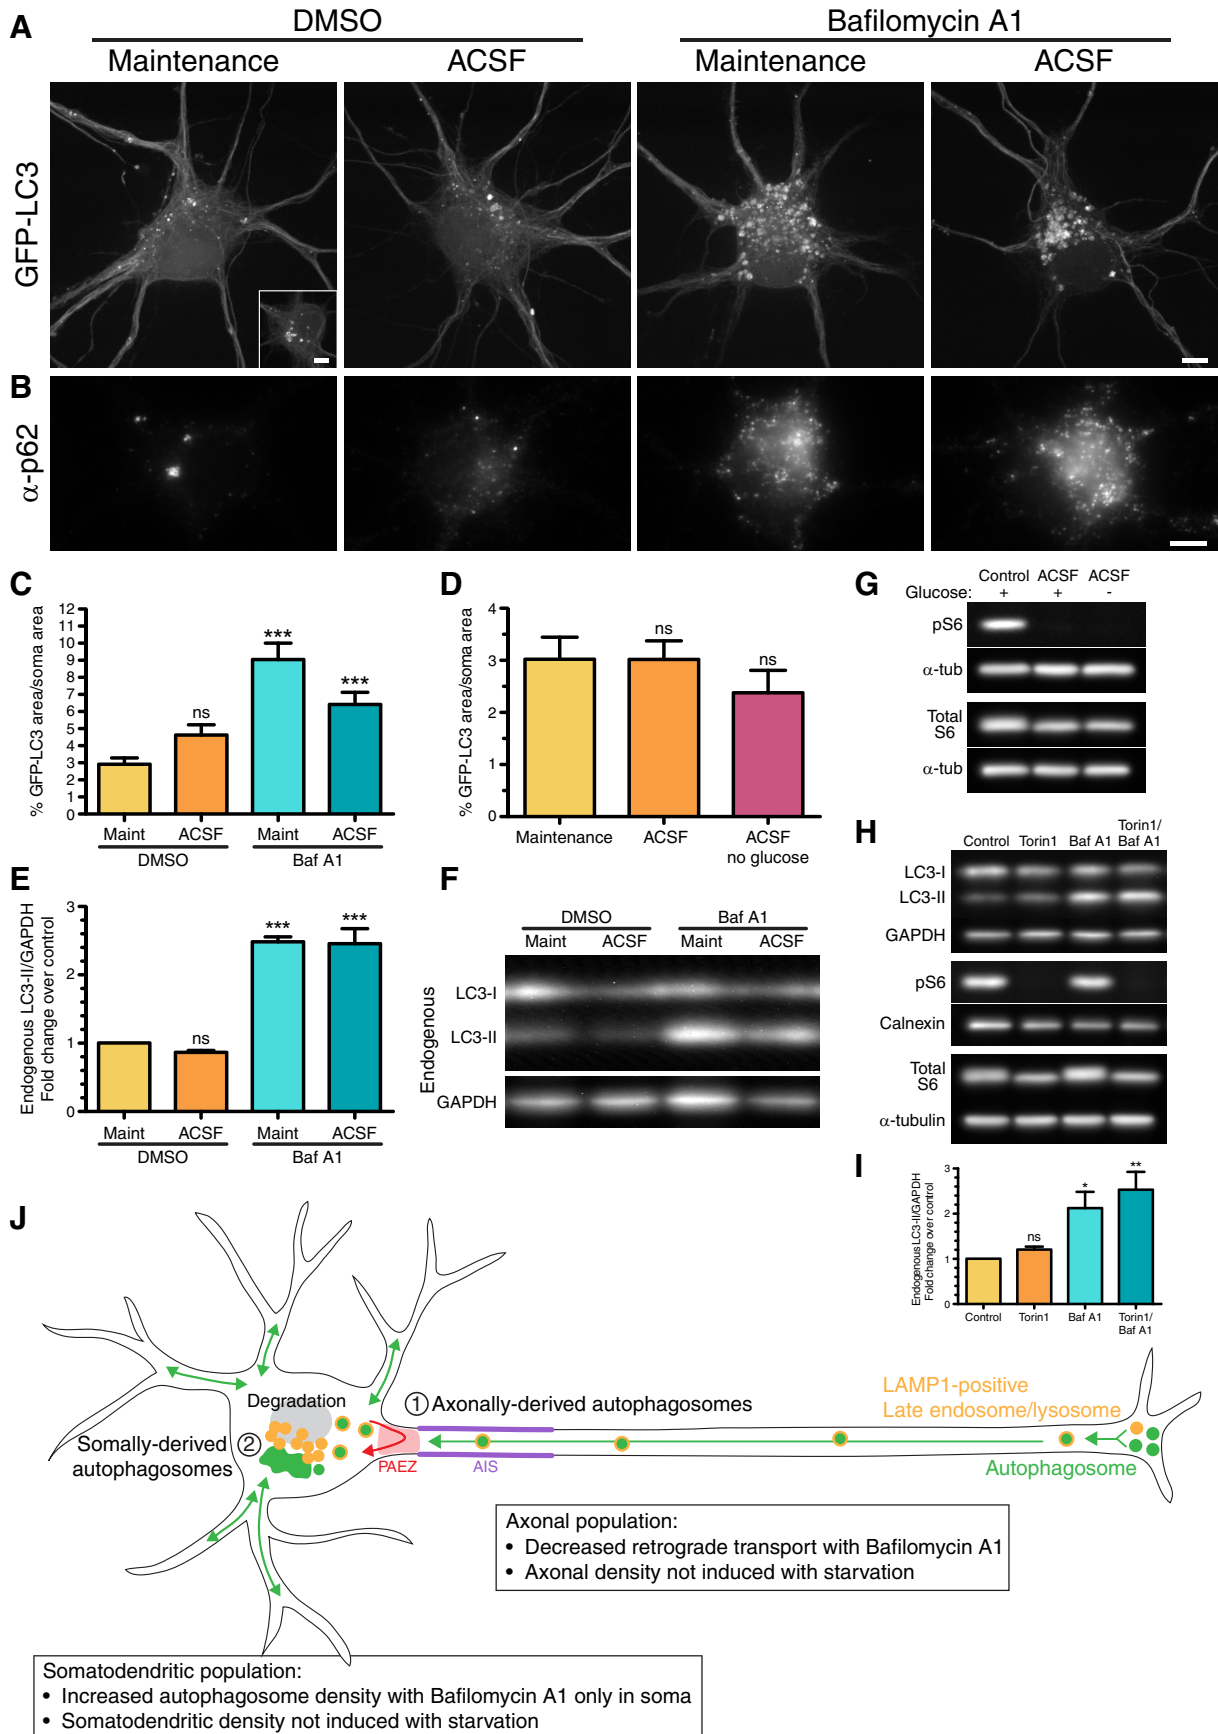 A
DMSO
Bafilomycin A1
Maintenance
ACSF
Maintenance
ACSF
GFP-LC3
B
α-p62
C
% GFP-LC3 area/soma area
12
11
10
9
8
7
6
5
4
3
2
1
0
ns
***
***
Maint
ACSF
Maint
ACSF
DMSO
Baf A1
D
% GFP-LC3 area/soma area
4
3
2
1
0
ns
ns
Maintenance
ACSF
ACSF
no glucose
E
Endogenous LC3-II/GAPDH
Fold change over control
3
2
1
0
ns
***
***
Maint
ACSF
Maint
ACSF
DMSO
Baf A1
F
DMSO
Baf A1
Maint
ACSF
Maint
ACSF
Endogenous
LC3-I
LC3-II
GAPDH
G
Control ACSF ACSF
Glucose: + + -
pS6
α-tub
Total
S6
α-tub
H
Control Torin1 Baf A1 Torin1/
Baf A1
LC3-I
LC3-II
GAPDH
pS6
Calnexin
Total
S6
α-tubulin
I
Endogenous LC3-II/GAPDH
Fold change over control
3
2
1
0
ns
*
**
Control
Torin1
Baf A1
Torin1/
Baf A1
J
Degradation
1 Axonally-derived autophagosomes
Somally-derived 2
autophagosomes
PAEZ
AIS
LAMP1-positive
Late endosome/lysosome
Autophagosome
Axonal population:
• Decreased retrograde transport with Bafilomycin A1
• Axonal density not induced with starvation
Somatodendritic population:
• Increased autophagosome density with Bafilomycin A1 only in soma
• Somatodendritic density not induced with starvation